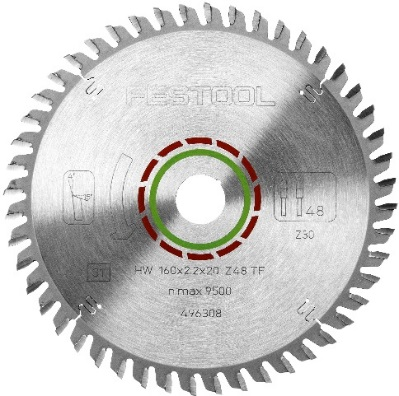 FESTOOL
48
Z30
HW 160x2.2x20 Z48 TF
n max 9500
496308